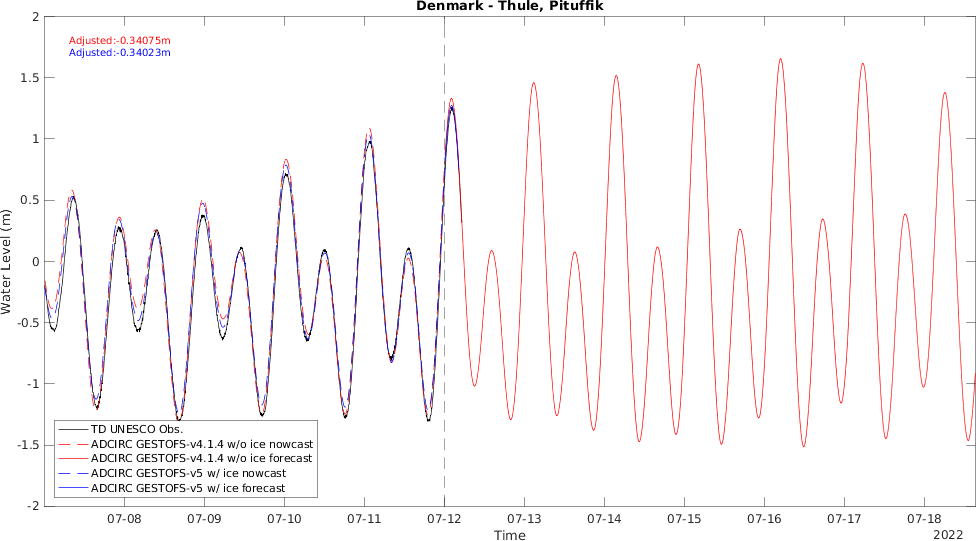 Denmark - Thule, Pituffik
Adjusted:-0.34075m
Adjusted:-0.34023m
2
1.5
1
0.5
0
-0.5
-1
-1.5
-2
Water Level (m)
TD UNESCO Obs.
ADCIRC GESTOFS-v4.1.4 w/o ice nowcast
ADCIRC GESTOFS-v4.1.4 w/o ice forecast
ADCIRC GESTOFS-v5 w/ ice nowcast
ADCIRC GESTOFS-v5 w/ ice forecast
07-08 07-09 07-10 07-11 07-12 07-13 07-14 07-15 07-16 07-17 07-18
Time
2022